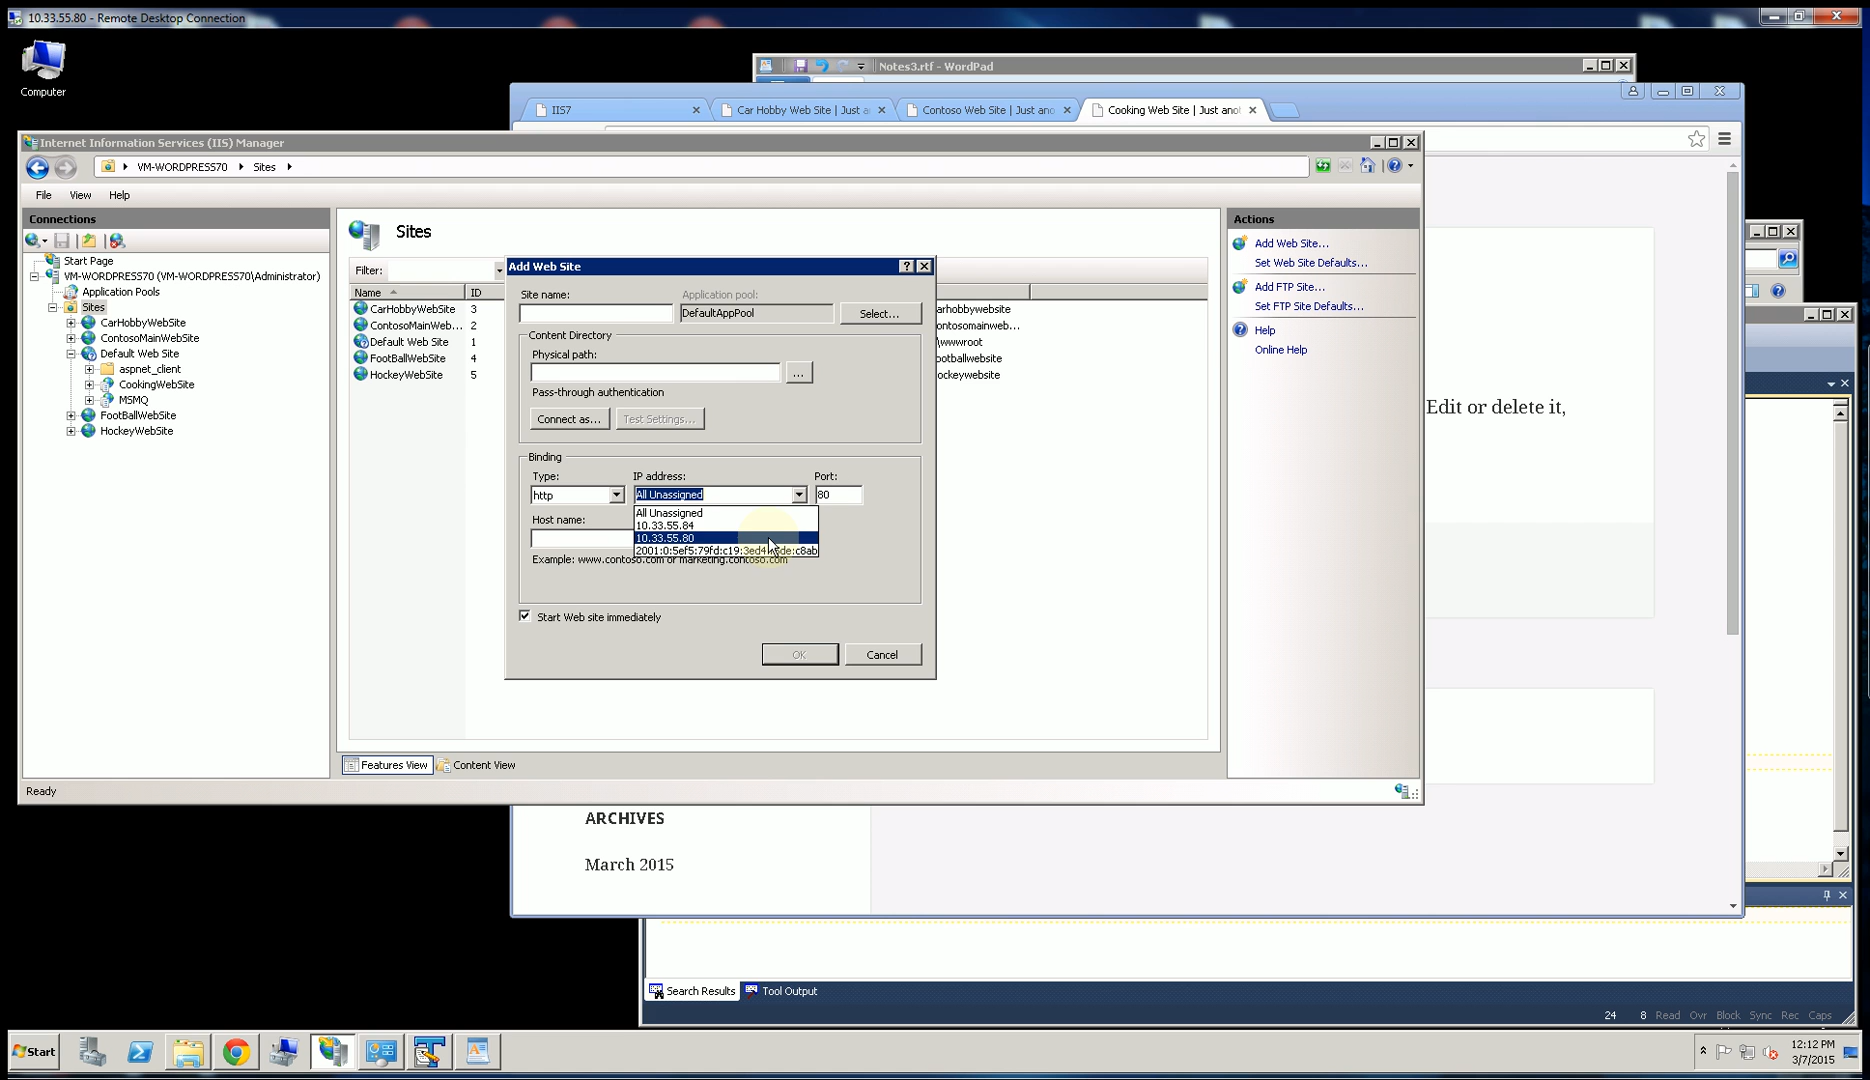 10.33.55.80 - Remote Desktop Connection
Computer
Notes3.rtf - WordPad
IIS7
Car Hobby Web Site | Just a
Contoso Web Site | Just ano
Cooking Web Site | Just anot
Internet Information Services (IIS) Manager
VM-WORDPRESS70
Sites
File
View
Help
Connections
Start Page
VM-WORDPRESS70 (VM-WORDPRESS70\Administrator)
Application Pools
Sites
CarHobbyWebSite
ContosoMainWebSite
Default Web Site
aspnet_client
CookingWebSite
MSMQ
FootBallWebSite
HockeyWebSite
Sites
Filter:
Name
ID
CarHobbyWebSite 3
arhobbywebsite
ContosoMainWeb... 2
ontosomainweb...
Default Web Site 1
\wwwroot
FootBallWebSite 4
ootballwebsite
HockeyWebSite 5
ockeywebsite
Add Web Site
Site name:
Application pool:
DefaultAppPool
Select...
Content Directory
Physical path:
...
Pass-through authentication
Connect as...
Test Settings...
Binding
Type:
IP address:
Port:
http
All Unassigned
80
Host name:
All Unassigned
10.33.55.84
10.33.55.80
Example: www.contoso.com or marketing.contoso.com
Start Web site immediately
OK
Cancel
Features View
Content View
Ready
Actions
Add Web Site...
Set Web Site Defaults...
Add FTP Site...
Set FTP Site Defaults...
Help
Online Help
Edit or delete it,
ARCHIVES
March 2015
Search Results
Tool Output
24 8 Read Ovr Block Sync Rec Caps
Start
12:12 PM
3/7/2015